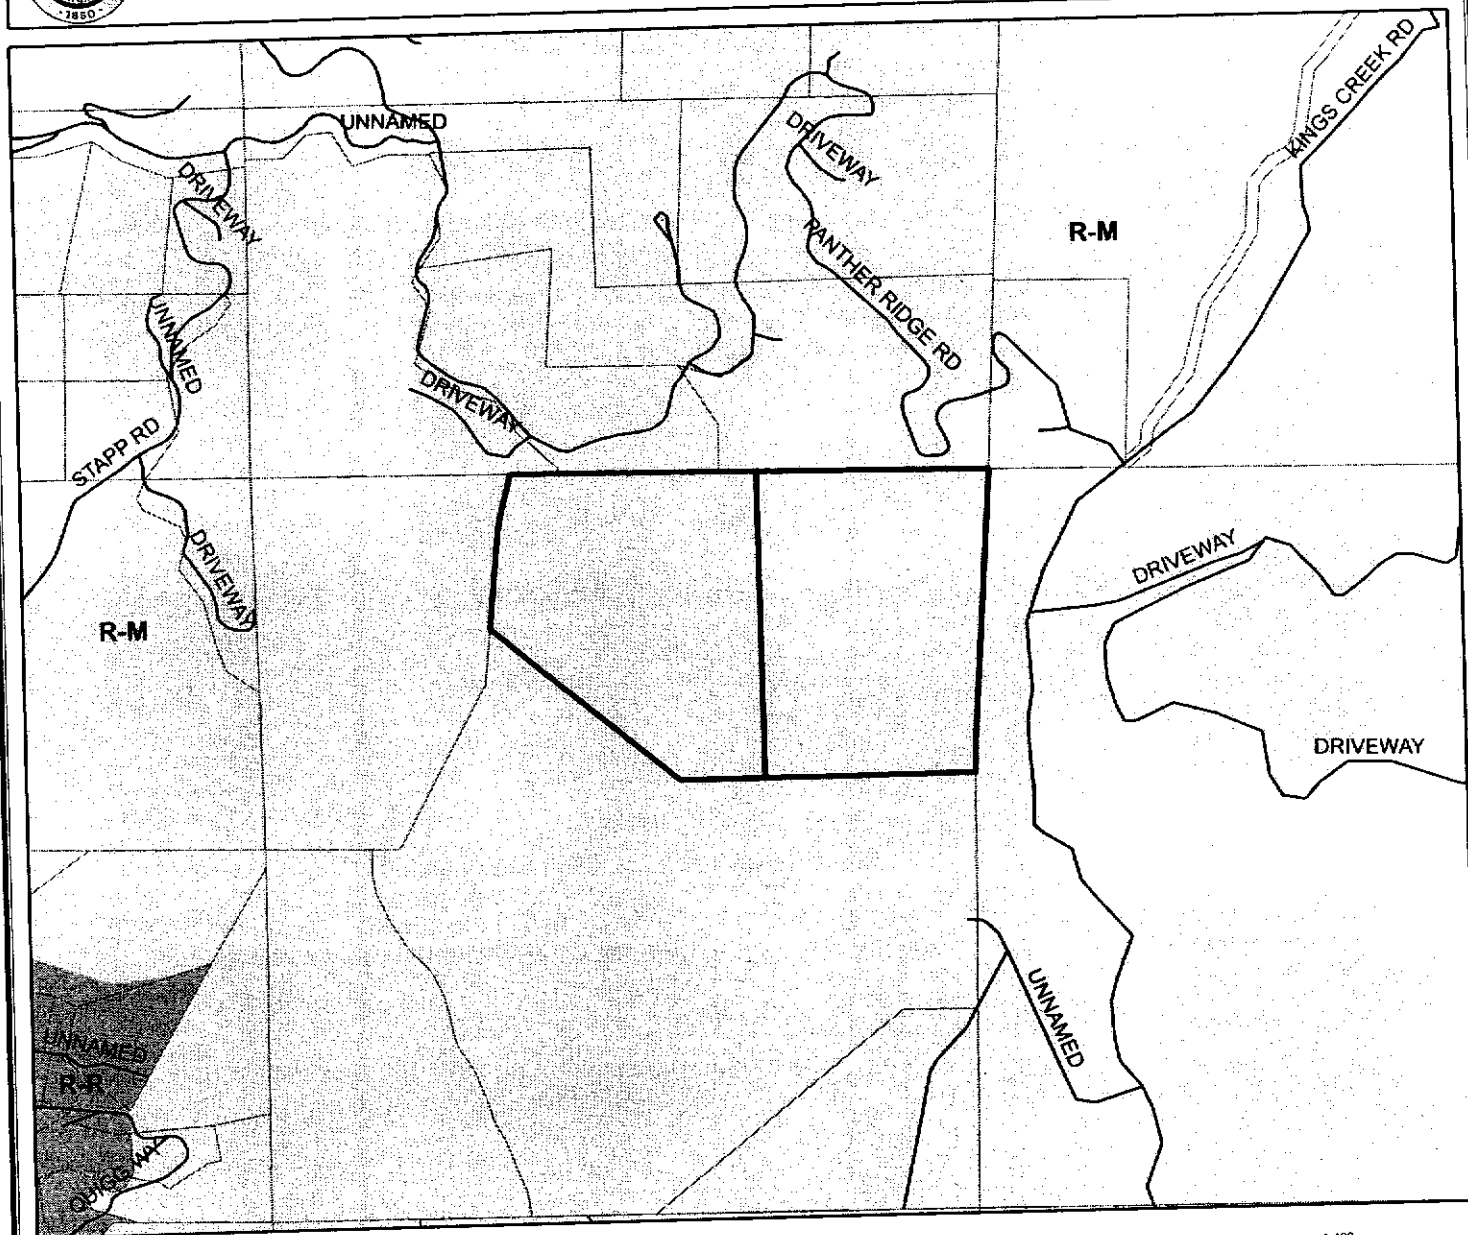 · 1850 ·
KINGS CREEK RD
UNNAMED
DRIVEWAY
DRIVEWAY
PANTHER RIDGE RD
R-M
UNNAMED
DRIVEWAY
STAPP RD
DRIVEWAY
DRIVEWAY
R-M
DRIVEWAY
UNNAMED
UNNAMED
R-R
QUIGG WAY